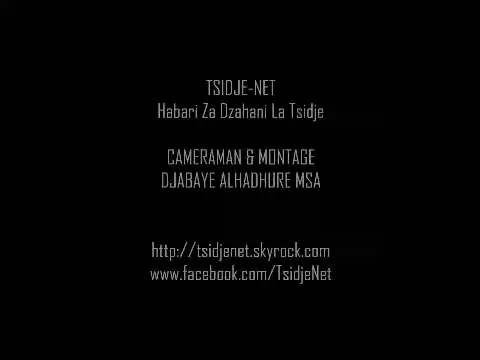 TSIDJE-NET
Habari Za Dzahani La Tsidje
CAMERAMAN & MONTAGE
DJABAYE ALHADHURE MSA
http://tsidjenet.skyrock.com
www.facebook.com/TsidjeNet